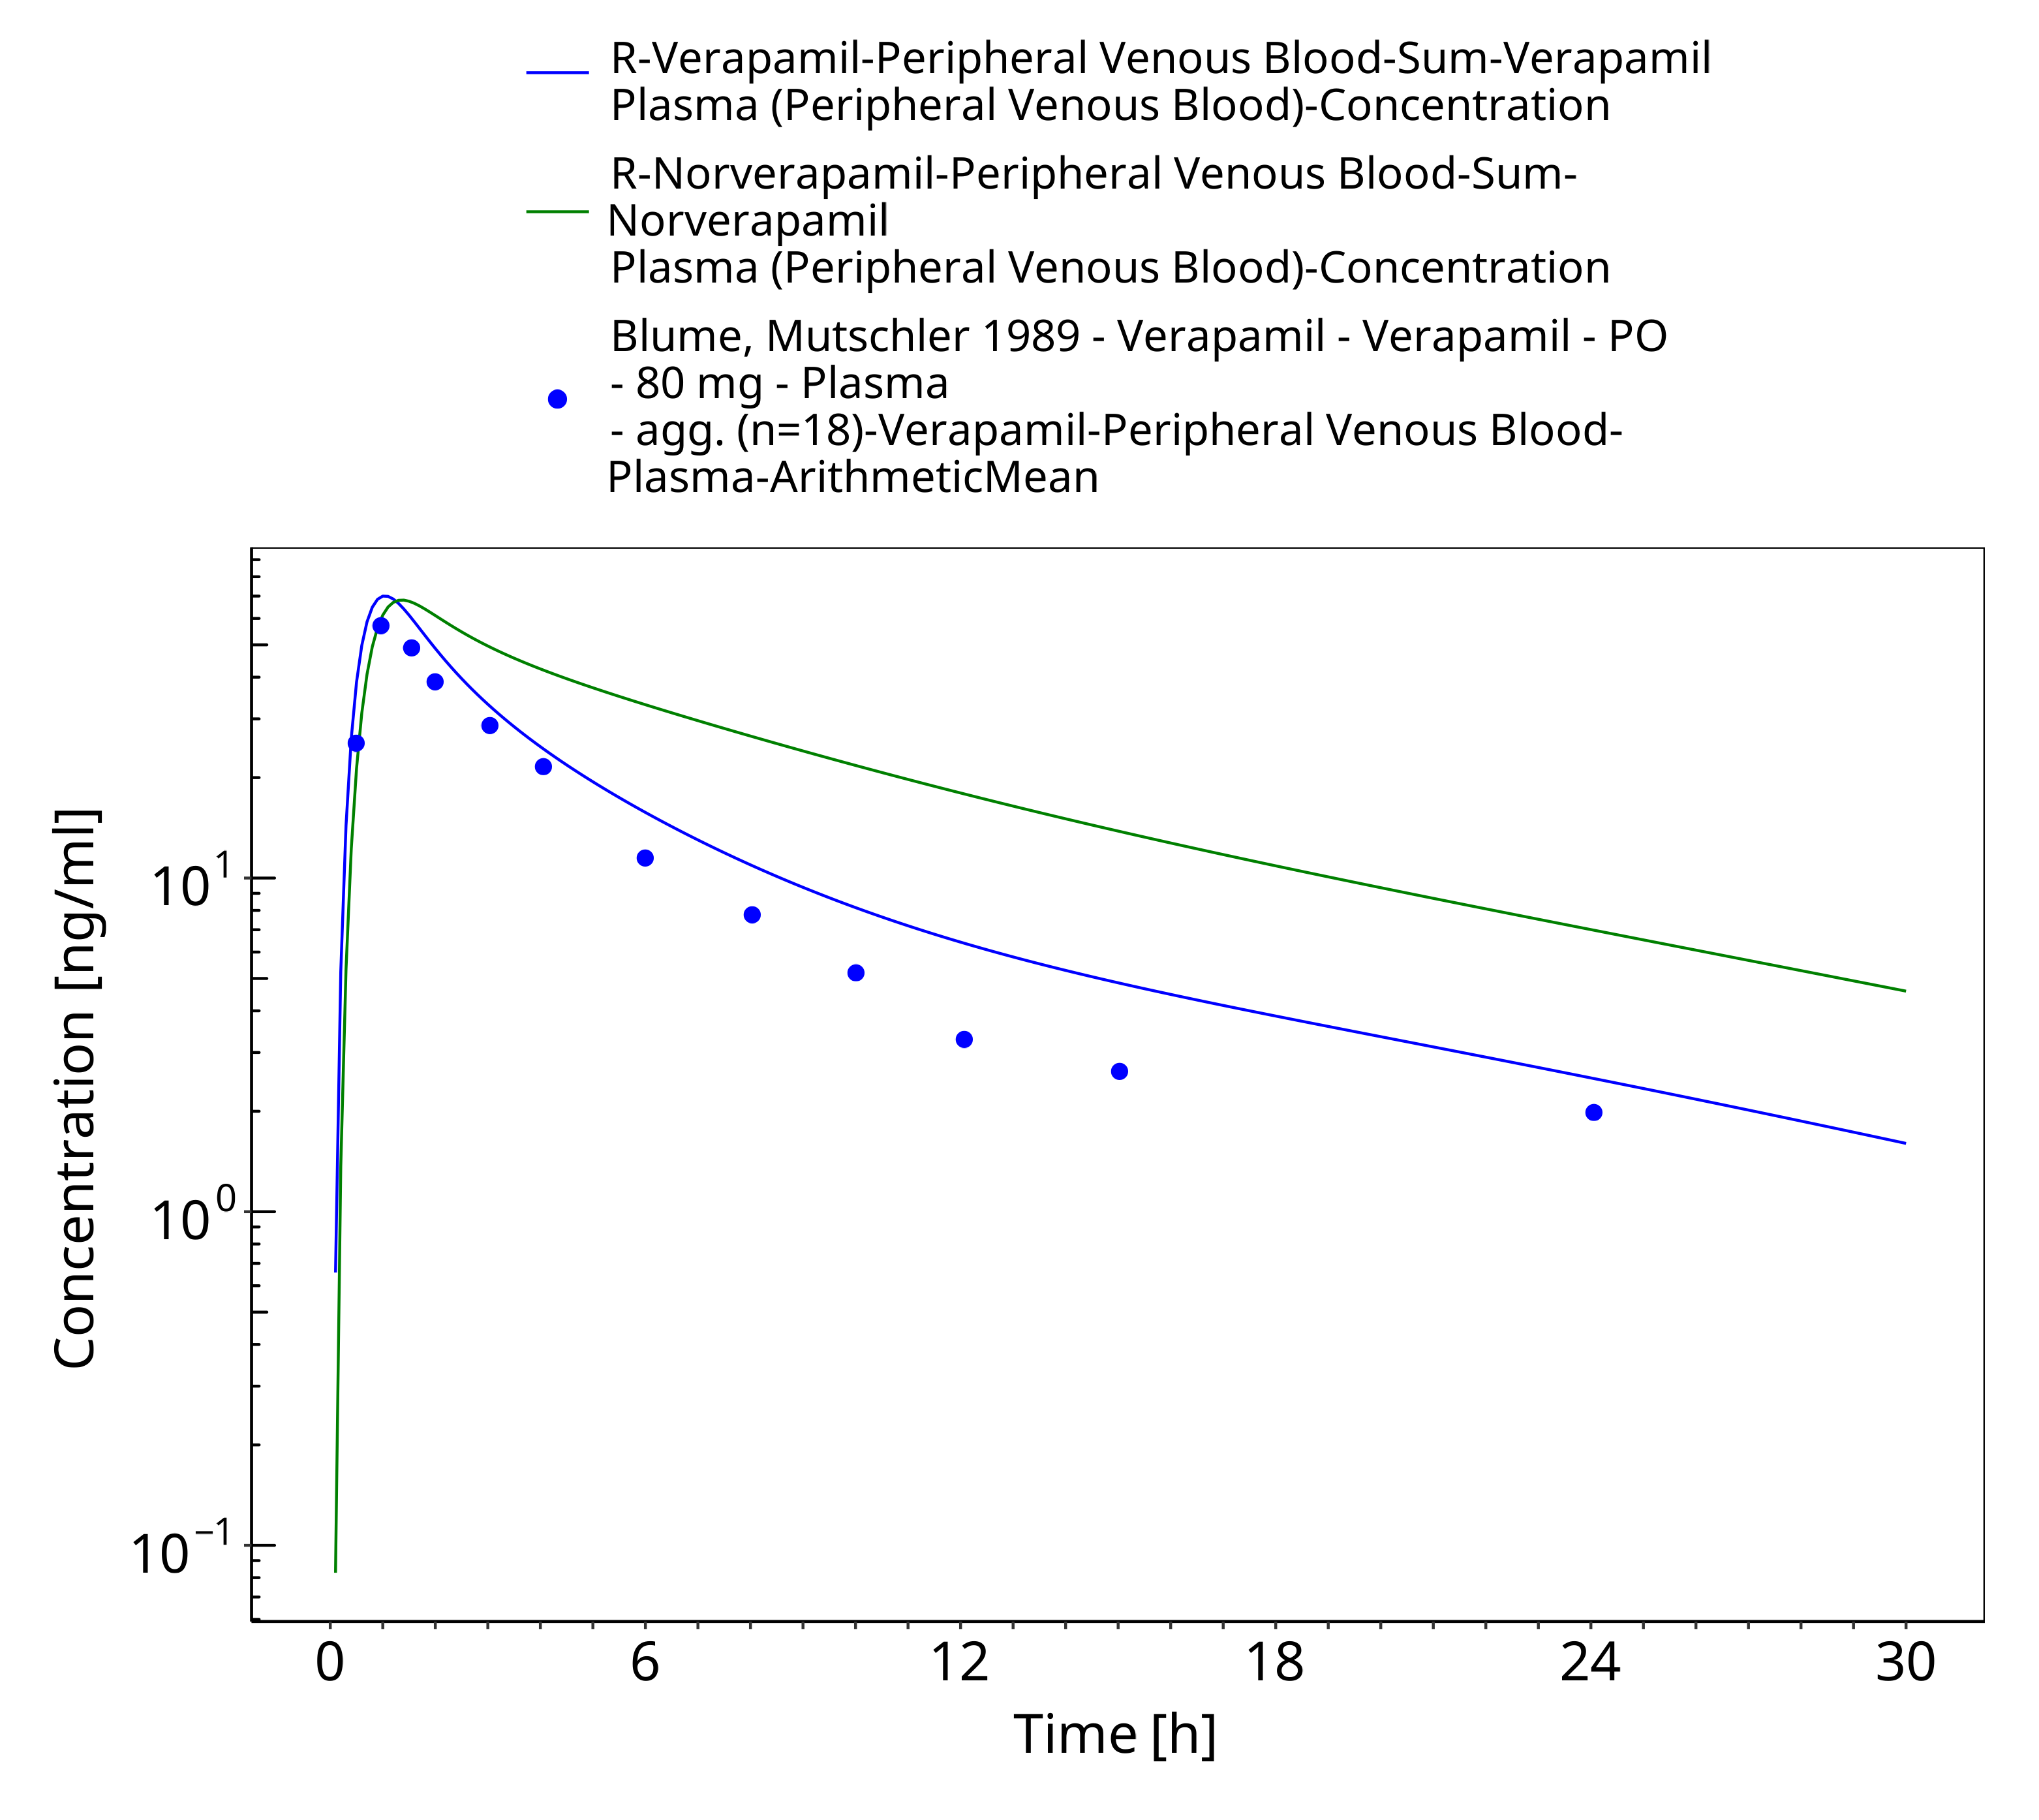 R-Verapamil-Peripheral Venous Blood-Sum-Verapamil
Plasma (Peripheral Venous Blood)-Concentration
R-Norverapamil-Peripheral Venous Blood-Sum-
Norverapamil
Plasma (Peripheral Venous Blood)-Concentration
Blume, Mutschler 1989 - Verapamil - Verapamil - PO
- 80 mg - Plasma
- agg. (n=18)-Verapamil-Peripheral Venous Blood-
Plasma-ArithmeticMean
Concentration [ng/ml]
10^1
10^0
10^−1
0 6 12 18 24 30
Time [h]